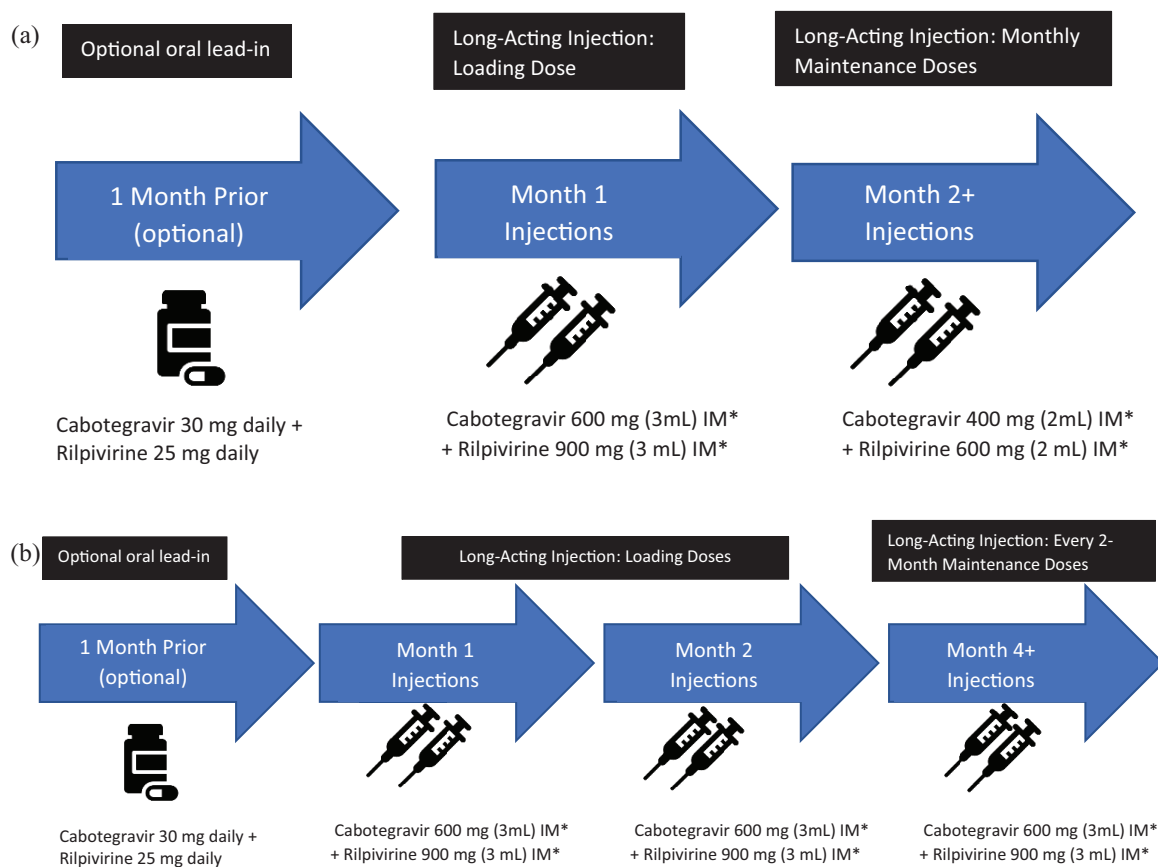 (a)
Optional oral lead-in
Long-Acting Injection:
Loading Dose
Long-Acting Injection: Monthly
Maintenance Doses
1 Month Prior
(optional)
Month 1
Injections
Month 2+
Injections
Cabotegravir 30 mg daily +
Rilpivirine 25 mg daily
Cabotegravir 600 mg (3mL) IM*
+ Rilpivirine 900 mg (3 mL) IM*
Cabotegravir 400 mg (2mL) IM*
+ Rilpivirine 600 mg (2 mL) IM*
(b)
Optional oral lead-in
Long-Acting Injection: Loading Doses
Long-Acting Injection: Every 2-
Month Maintenance Doses
1 Month Prior
(optional)
Month 1
Injections
Month 2
Injections
Month 4+
Injections
Cabotegravir 30 mg daily +
Rilpivirine 25 mg daily
Cabotegravir 600 mg (3mL) IM*
+ Rilpivirine 900 mg (3 mL) IM*
Cabotegravir 600 mg (3mL) IM*
+ Rilpivirine 900 mg (3 mL) IM*
Cabotegravir 600 mg (3mL) IM*
+ Rilpivirine 900 mg (3 mL) IM*